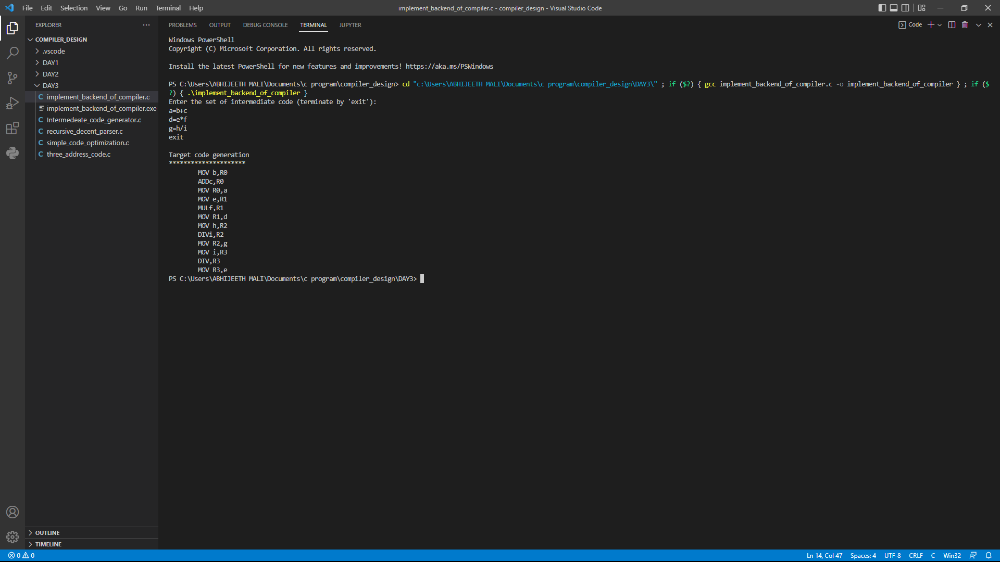 File Edit Selection View Go Run Terminal Help
implement_backend_of_compiler.c - compiler_design - Visual Studio Code
EXPLORER
COMPILER_DESIGN
.vscode
DAY1
DAY2
DAY3
C implement_backend_of_compiler.c
implement_backend_of_compiler.exe
C Intermedeate_code_generator.c
C recursive_decent_parser.c
C simple_code_optimization.c
C three_address_code.c
OUTLINE
TIMELINE
PROBLEMS OUTPUT DEBUG CONSOLE TERMINAL JUPYTER
Code
Windows PowerShell
Copyright (C) Microsoft Corporation. All rights reserved.
Install the latest PowerShell for new features and improvements! https://aka.ms/PSWindows
PS C:\Users\ABHIJEETH MALI\Documents\c program\compiler_design> cd "c:\Users\ABHIJEETH MALI\Documents\c program\compiler_design\DAY3\" ; if ($?) { gcc implement_backend_of_compiler.c -o implement_backend_of_compiler } ; if ($
?) { .\implement_backend_of_compiler }
Enter the set of intermediate code (terminate by 'exit'):
a=b+c
d=e*f
g=h/i
exit
Target code generation
*********************
MOV b,R0
ADDc,R0
MOV R0,a
MOV e,R1
MULf,R1
MOV R1,d
MOV h,R2
DIVi,R2
MOV R2,g
MOV i,R3
DIV,R3
MOV R3,e
PS C:\Users\ABHIJEETH MALI\Documents\c program\compiler_design\DAY3>
0 0
Ln 14, Col 47 Spaces: 4 UTF-8 CRLF C Win32